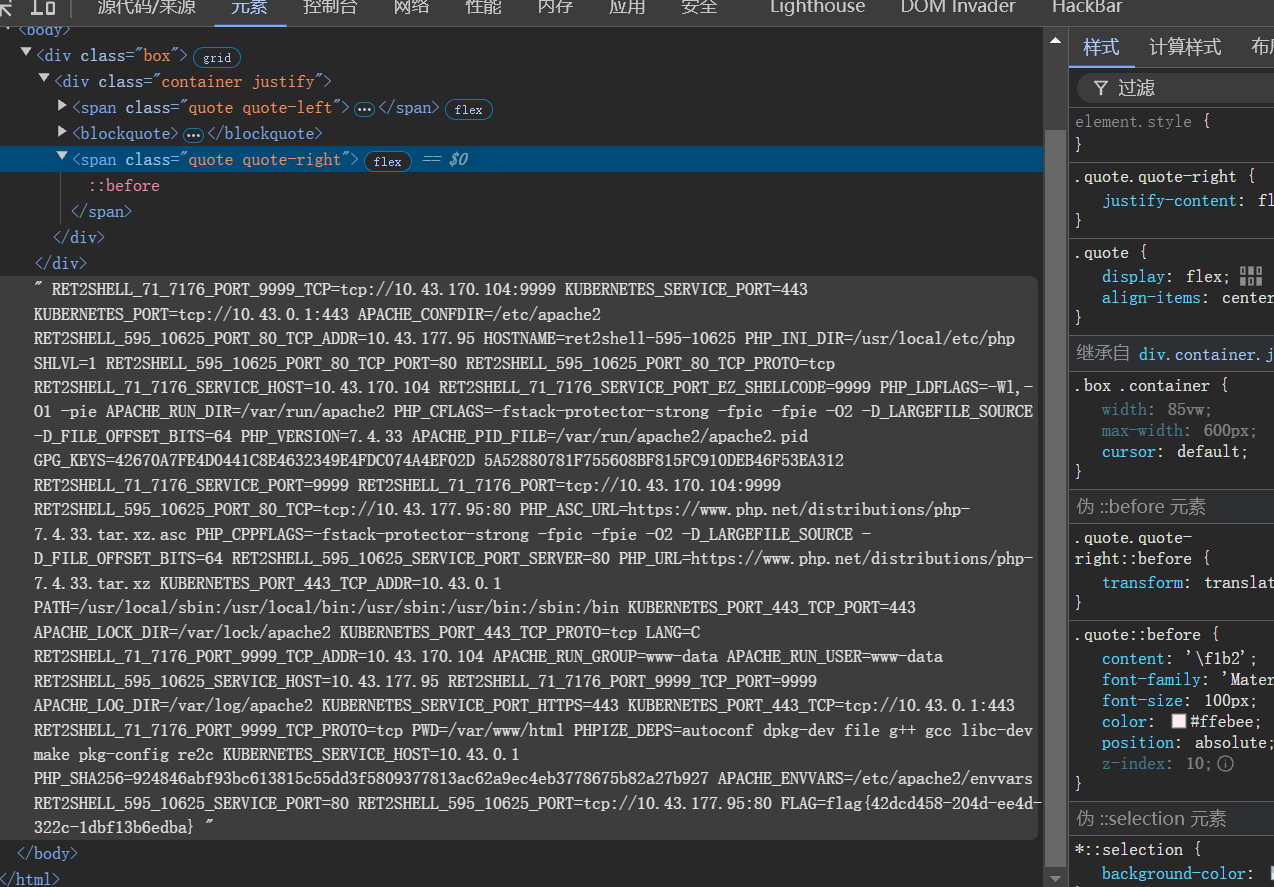 源代码/来源 元素 控制台 网络 性能 内存 应用 安全 Lighthouse DOM Invader HackBar
<body>
<div class="box"> grid
<div class="container justify">
<span class="quote quote-left"> … </span> flex
<blockquote> … </blockquote>
<span class="quote quote-right"> flex == $0
::before
</span>
</div>
</div>
" RET2SHELL_71_7176_PORT_9999_TCP=tcp://10.43.170.104:9999 KUBERNETES_SERVICE_PORT=443
KUBERNETES_PORT=tcp://10.43.0.1:443 APACHE_CONFDIR=/etc/apache2
RET2SHELL_595_10625_PORT_80_TCP_ADDR=10.43.177.95 HOSTNAME=ret2shell-595-10625 PHP_INI_DIR=/usr/local/etc/php
SHLVL=1 RET2SHELL_595_10625_PORT_80_TCP_PORT=80 RET2SHELL_595_10625_PORT_80_TCP_PROTO=tcp
RET2SHELL_71_7176_SERVICE_HOST=10.43.170.104 RET2SHELL_71_7176_SERVICE_PORT_EZ_SHELLCODE=9999 PHP_LDFLAGS=-Wl,-
O1 -pie APACHE_RUN_DIR=/var/run/apache2 PHP_CFLAGS=-fstack-protector-strong -fpic -fpie -O2 -D_LARGEFILE_SOURCE
-D_FILE_OFFSET_BITS=64 PHP_VERSION=7.4.33 APACHE_PID_FILE=/var/run/apache2/apache2.pid
GPG_KEYS=42670A7FE4D0441C8E4632349E4FDC074A4EF02D 5A52880781F755608BF815FC910DEB46F53EA312
RET2SHELL_71_7176_SERVICE_PORT=9999 RET2SHELL_71_7176_PORT=tcp://10.43.170.104:9999
RET2SHELL_595_10625_PORT_80_TCP=tcp://10.43.177.95:80 PHP_ASC_URL=https://www.php.net/distributions/php-
7.4.33.tar.xz.asc PHP_CPPFLAGS=-fstack-protector-strong -fpic -fpie -O2 -D_LARGEFILE_SOURCE -
D_FILE_OFFSET_BITS=64 RET2SHELL_595_10625_SERVICE_PORT_SERVER=80 PHP_URL=https://www.php.net/distributions/php-
7.4.33.tar.xz KUBERNETES_PORT_443_TCP_ADDR=10.43.0.1
PATH=/usr/local/sbin:/usr/local/bin:/usr/sbin:/usr/bin:/sbin:/bin KUBERNETES_PORT_443_TCP_PORT=443
APACHE_LOCK_DIR=/var/lock/apache2 KUBERNETES_PORT_443_TCP_PROTO=tcp LANG=C
RET2SHELL_71_7176_PORT_9999_TCP_ADDR=10.43.170.104 APACHE_RUN_GROUP=www-data APACHE_RUN_USER=www-data
RET2SHELL_595_10625_SERVICE_HOST=10.43.177.95 RET2SHELL_71_7176_PORT_9999_TCP_PORT=9999
APACHE_LOG_DIR=/var/log/apache2 KUBERNETES_SERVICE_PORT_HTTPS=443 KUBERNETES_PORT_443_TCP=tcp://10.43.0.1:443
RET2SHELL_71_7176_PORT_9999_TCP_PROTO=tcp PWD=/var/www/html PHPIZE_DEPS=autoconf dpkg-dev file g++ gcc libc-dev
make pkg-config re2c KUBERNETES_SERVICE_HOST=10.43.0.1
PHP_SHA256=924846abf93bc613815c55dd3f5809377813ac62a9ec4eb3778675b82a27b927 APACHE_ENVVARS=/etc/apache2/envvars
RET2SHELL_595_10625_SERVICE_PORT=80 RET2SHELL_595_10625_PORT=tcp://10.43.177.95:80 FLAG=flag{42dcd458-204d-ee4d-
322c-1dbf13b6edba} "
</body>
</html>
样式 计算样式
过滤
element.style {
}
.quote.quote-right {
justify-content:
}
.quote {
display: flex;
align-items: center
}
继承自 div.container.j
.box .container {
width: 85vw;
max-width: 600px;
cursor: default;
}
伪 ::before 元素
.quote.quote-
right::before {
transform: translat
}
.quote::before {
content: '\f1b2';
font-family: 'Mater
font-size: 100px;
color: #ffebee;
position: absolute;
z-index: 10;
}
伪 ::selection 元素
*::selection {
background-color: